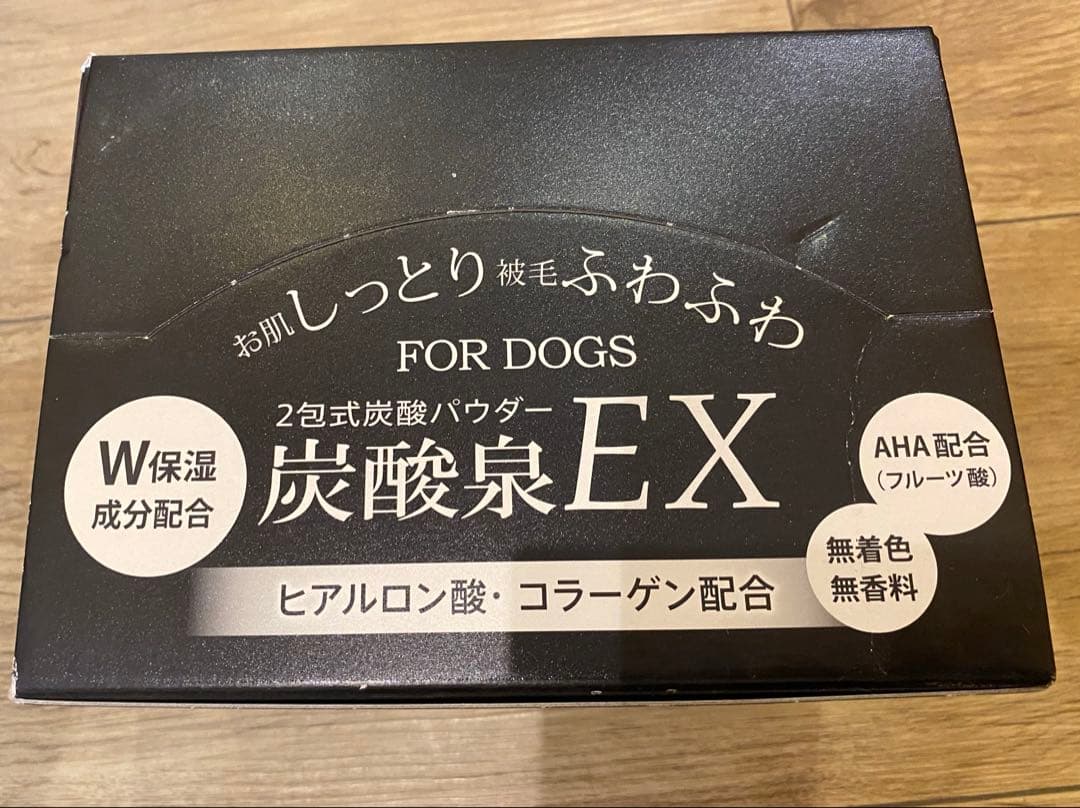 お肌しっとり被毛ふわふわ
FOR DOGS
2包式炭酸パウダー
炭酸泉EX
W保湿
成分配合
AHA配合
(フルーツ酸)
無着色
無香料
ヒアルロン酸・コラーゲン配合